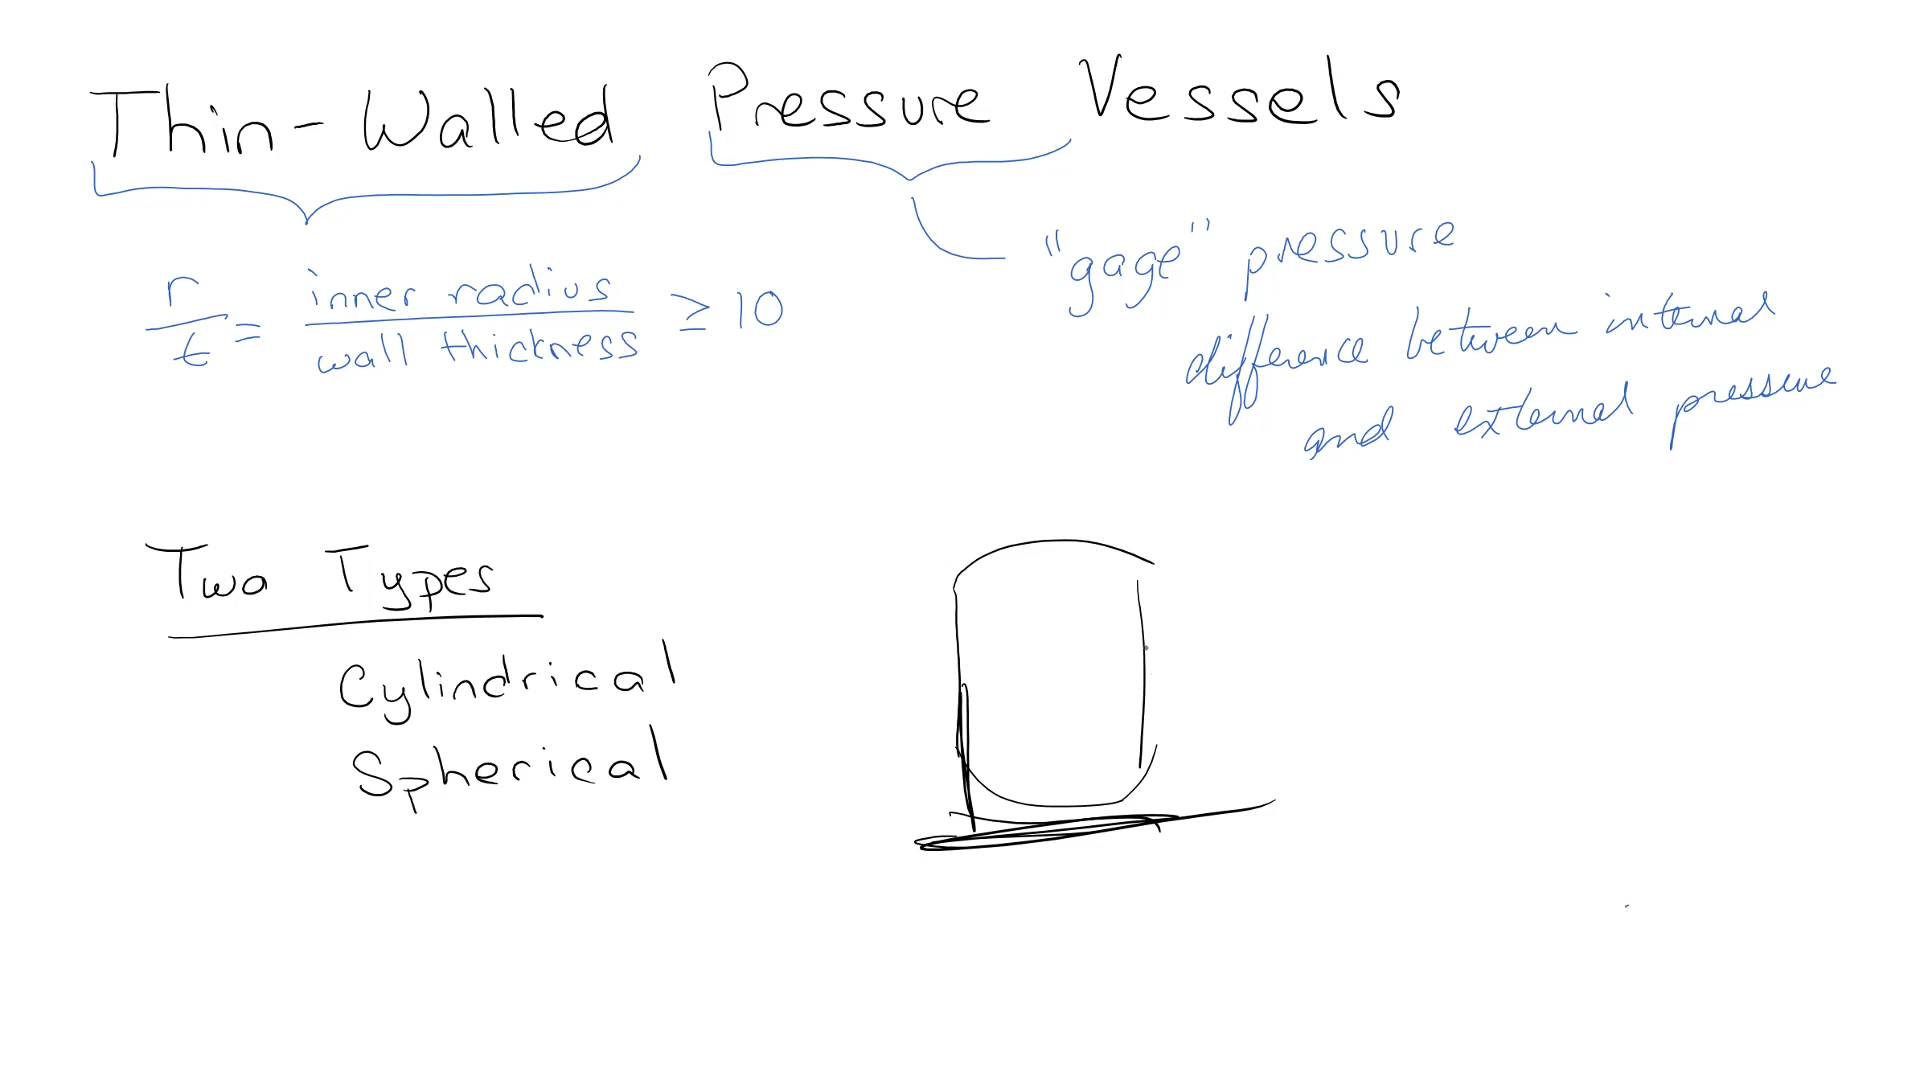 Thin-Walled Pressure Vessels
r/t = inner radius/wall thickness ≥ 10
"gage" pressure
difference between internal
and external pressure
Two Types
Cylindrical
Spherical